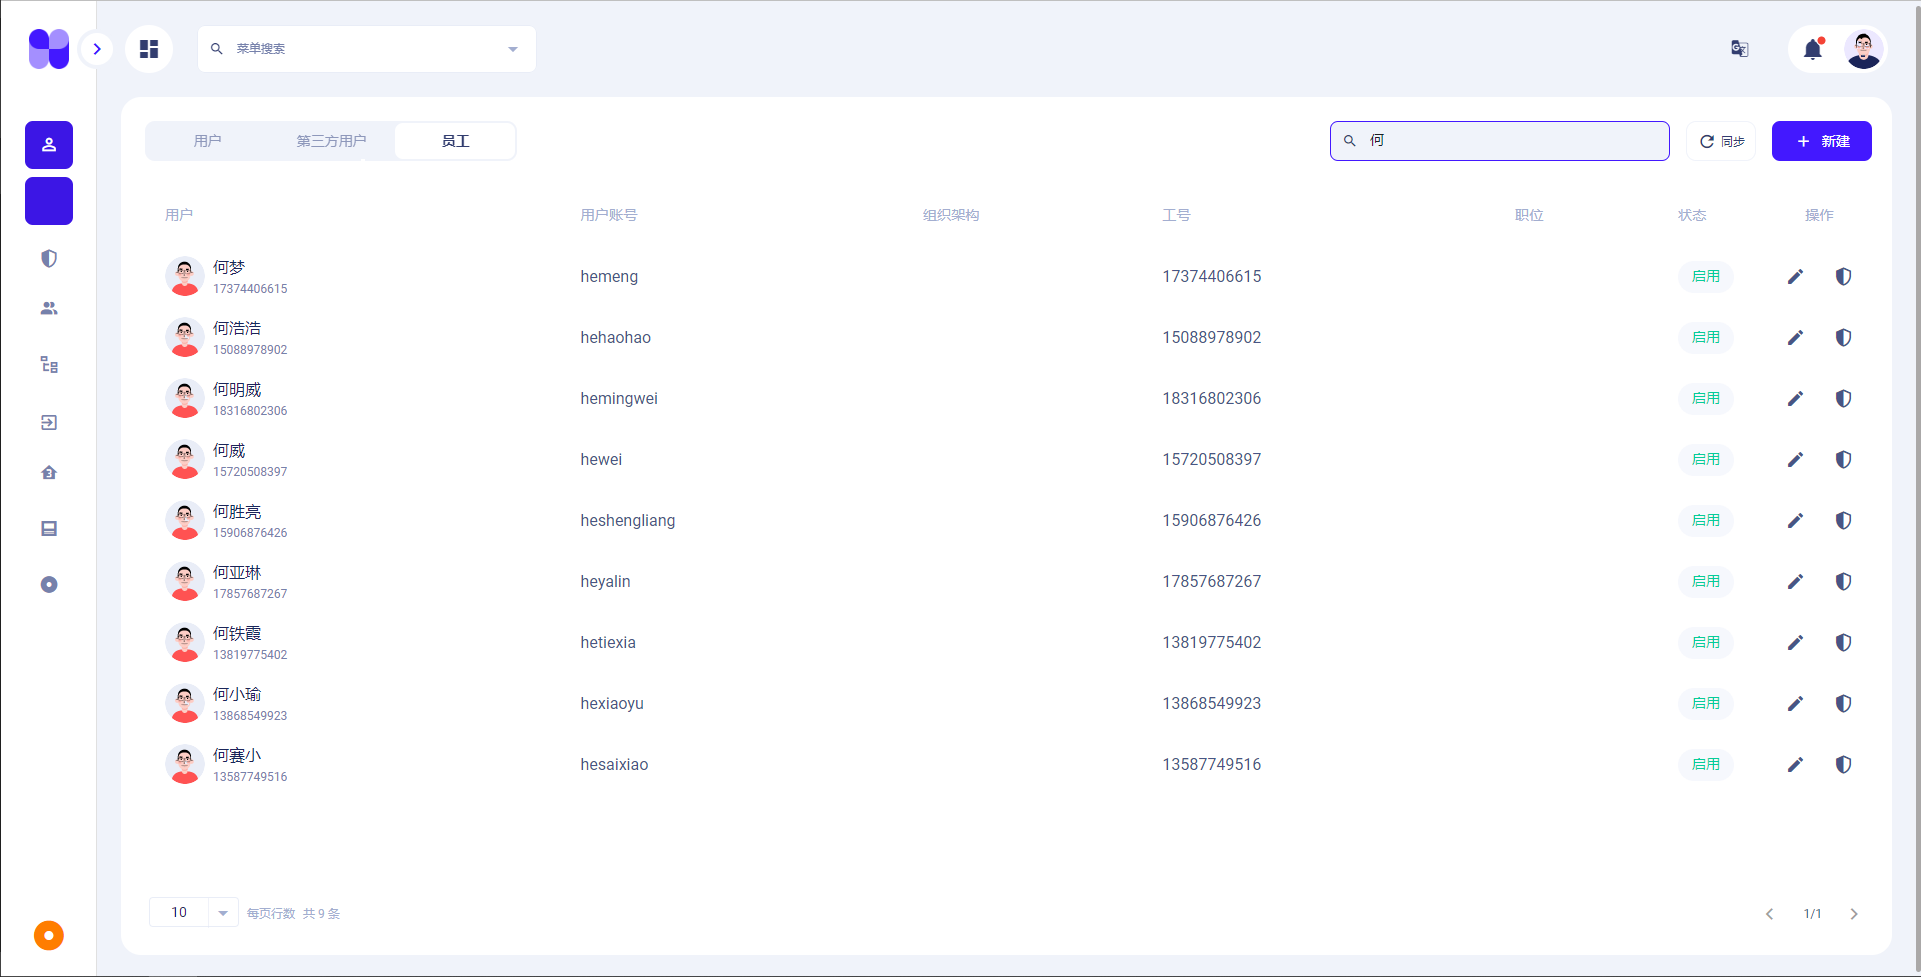 菜单搜索
用户 第三方用户 员工
何
同步
新建
用户 用户账号 组织架构 工号 职位 状态 操作
何梦
17374406615
hemeng 17374406615 启用
何浩浩
15088978902
hehaohao 15088978902 启用
何明威
18316802306
hemingwei 18316802306 启用
何威
15720508397
hewei 15720508397 启用
何胜亮
15906876426
heshengliang 15906876426 启用
何亚琳
17857687267
heyalin 17857687267 启用
何铁霞
13819775402
hetiexia 13819775402 启用
何小瑜
13868549923
hexiaoyu 13868549923 启用
何赛小
13587749516
hesaixiao 13587749516 启用
10 每页行数 共 9 条
1/1